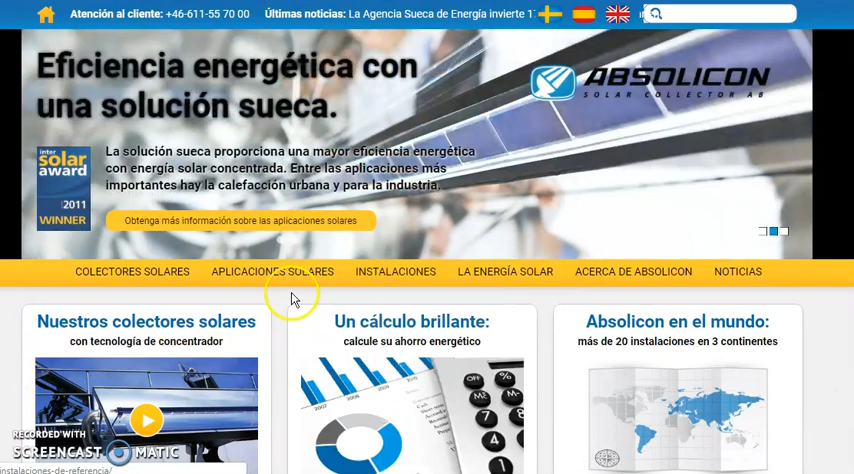 Atención al cliente: +46-611-55 70 00 Últimas noticias: La Agencia Sueca de Energía invierte
Eficiencia energética con
una solución sueca.
ABSOLICON
SOLAR COLLECTOR AB
inter
solar
award
2011
WINNER
La solución sueca proporciona una mayor eficiencia energética
con energía solar concentrada. Entre las aplicaciones más
importantes hay la calefacción urbana y para la industria.
Obtenga más información sobre las aplicaciones solares
COLECTORES SOLARES APLICACIONES SOLARES INSTALACIONES LA ENERGÍA SOLAR ACERCA DE ABSOLICON NOTICIAS
Nuestros colectores solares
con tecnología de concentrador
Un cálculo brillante:
calcule su ahorro energético
Absolicon en el mundo:
más de 20 instalaciones en 3 continentes
RECORDED WITH
SCREENCAST MATIC
instalaciones-de-referencia/